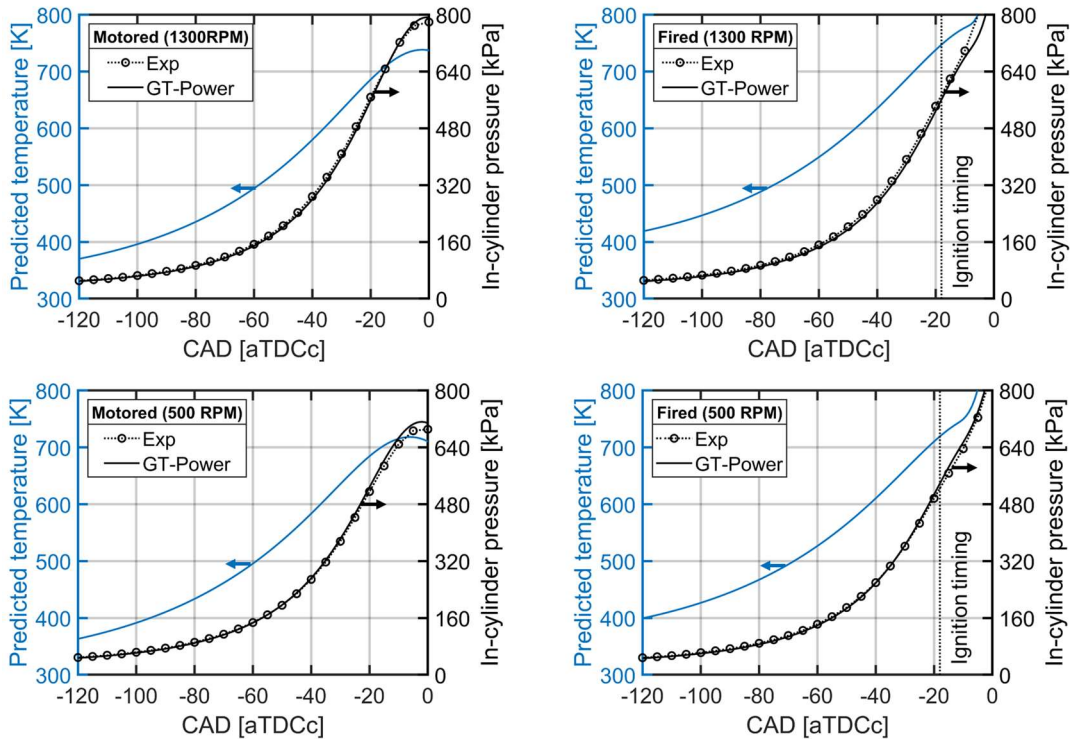 Motored (1300RPM)
Exp
GT-Power
Predicted temperature [K]
800
700
600
500
400
300
In-cylinder pressure [kPa]
800
640
480
320
160
0
-120 -100 -80 -60 -40 -20 0
CAD [aTDCc]
Fired (1300 RPM)
Exp
GT-Power
Ignition timing
Predicted temperature [K]
800
700
600
500
400
300
In-cylinder pressure [kPa]
800
640
480
320
160
0
-120 -100 -80 -60 -40 -20 0
CAD [aTDCc]
Motored (500 RPM)
Exp
GT-Power
Predicted temperature [K]
800
700
600
500
400
300
In-cylinder pressure [kPa]
800
640
480
320
160
0
-120 -100 -80 -60 -40 -20 0
CAD [aTDCc]
Fired (500 RPM)
Exp
GT-Power
Ignition timing
Predicted temperature [K]
800
700
600
500
400
300
In-cylinder pressure [kPa]
800
640
480
320
160
0
-120 -100 -80 -60 -40 -20 0
CAD [aTDCc]